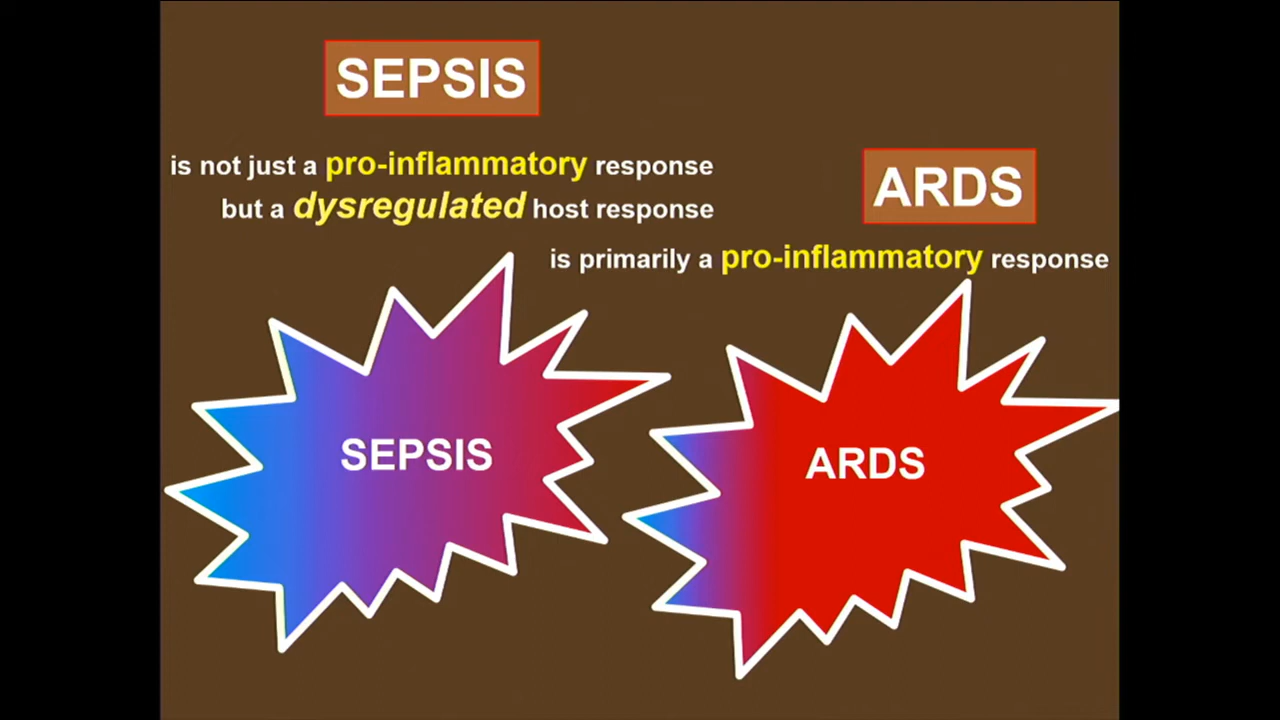 SEPSIS
is not just a pro-inflammatory response
but a dysregulated host response
ARDS
is primarily a pro-inflammatory response
SEPSIS
ARDS